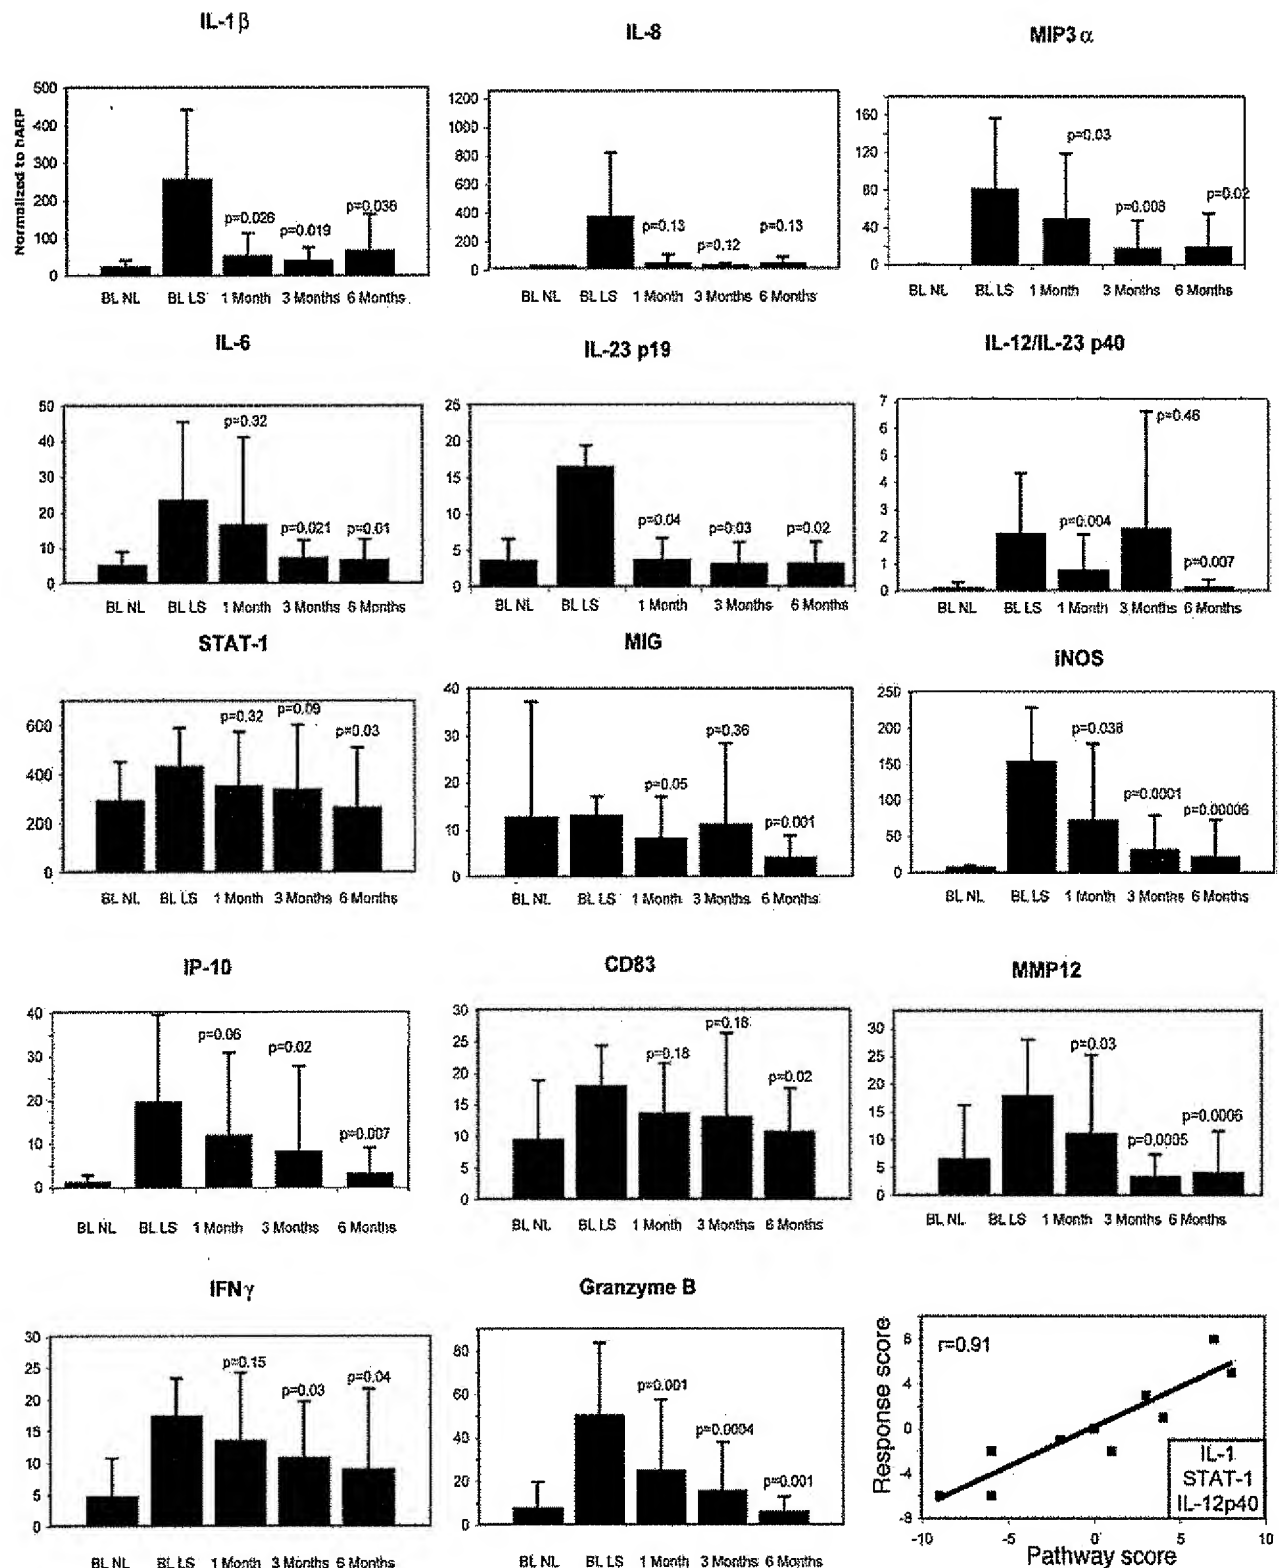 IL-1β
IL-8
MIP3α
Normalized to hARP
500
400
300
200
100
0
p=0.026
p=0.019
p=0.036
BL NL BL LS 1 Month 3 Months 6 Months
1200
1000
800
600
400
200
0
p=0.13
p=0.12
p=0.13
BL NL BL LS 1 Month 3 Months 6 Months
160
120
80
40
0
p=0.03
p=0.008
p=0.02
BL NL BL LS 1 Month 3 Months 6 Months
IL-6
IL-23 p19
IL-12/IL-23 p40
50
40
30
20
10
0
p=0.32
p=0.021
p=0.01
BL NL BL LS 1 Month 3 Months 6 Months
25
20
15
10
5
0
p=0.04
p=0.03
p=0.02
BL NL BL LS 1 Month 3 Months 6 Months
7
6
5
4
3
2
1
0
p=0.004
p=0.46
p=0.007
BL NL BL LS 1 Month 3 Months 6 Months
STAT-1
MIG
iNOS
600
400
200
0
p=0.32
p=0.09
p=0.03
BL NL BL LS 1 Month 3 Months 6 Months
40
30
20
10
0
p=0.05
p=0.36
p=0.001
BL NL BL LS 1 Month 3 Months 6 Months
250
200
150
100
50
0
p=0.038
p=0.0001
p=0.00006
BL NL BL LS 1 Month 3 Months 6 Months
IP-10
CD83
MMP12
40
30
20
10
0
p=0.06
p=0.02
p=0.007
BL NL BL LS 1 Month 3 Months 6 Months
30
25
20
15
10
5
0
p=0.18
p=0.18
p=0.02
BL NL BL LS 1 Month 3 Months 6 Months
30
25
20
15
10
5
0
p=0.03
p=0.0005
p=0.0006
BL NL BL LS 1 Month 3 Months 6 Months
IFNγ
Granzyme B
30
25
20
15
10
5
0
p=0.15
p=0.03
p=0.04
BL NL BL LS 1 Month 3 Months 6 Months
80
60
40
20
0
p=0.001
p=0.0004
p=0.001
BL NL BL LS 1 Month 3 Months 6 Months
Response score
8
4
0
-4
-8
r=0.91
IL-1
STAT-1
IL-12p40
-10 -5 0 5 10
Pathway score